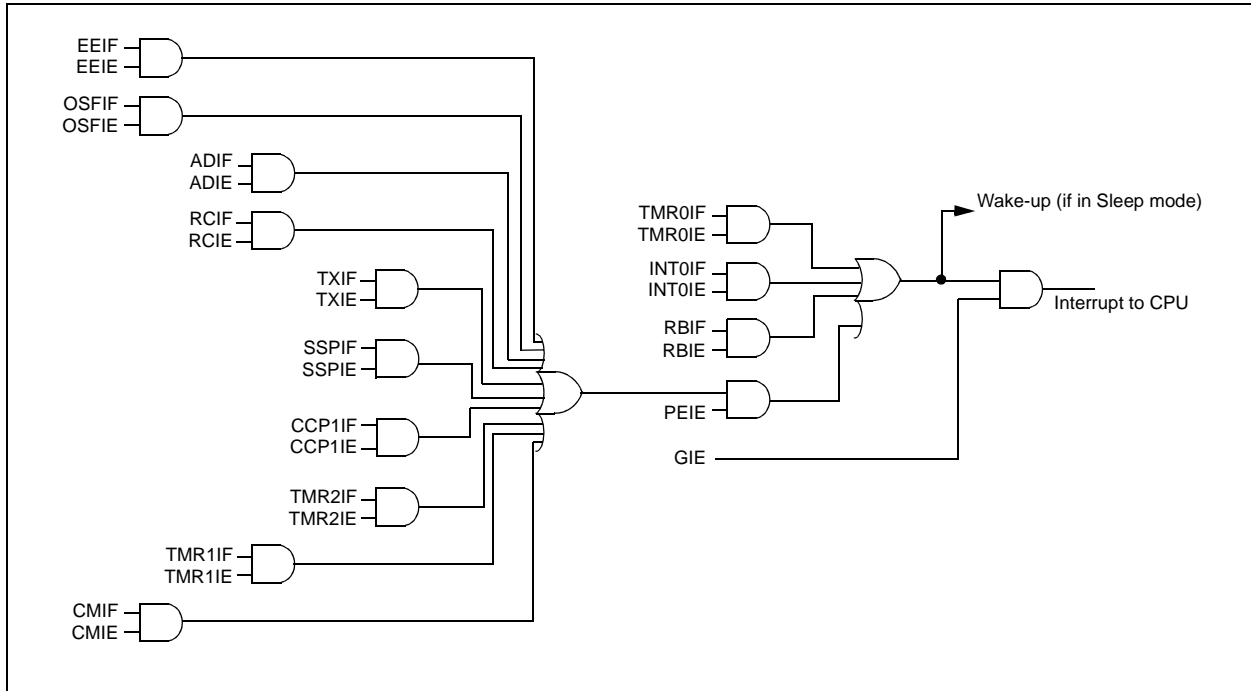 EEIF
EEIE
OSFIF
OSFIE
ADIF
ADIE
RCIF
RCIE
TXIF
TXIE
SSPIF
SSPIE
CCP1IF
CCP1IE
TMR2IF
TMR2IE
TMR1IF
TMR1IE
CMIF
CMIE
TMR0IF
TMR0IE
INT0IF
INT0IE
RBIF
RBIE
PEIE
GIE
Wake-up (if in Sleep mode)
Interrupt to CPU